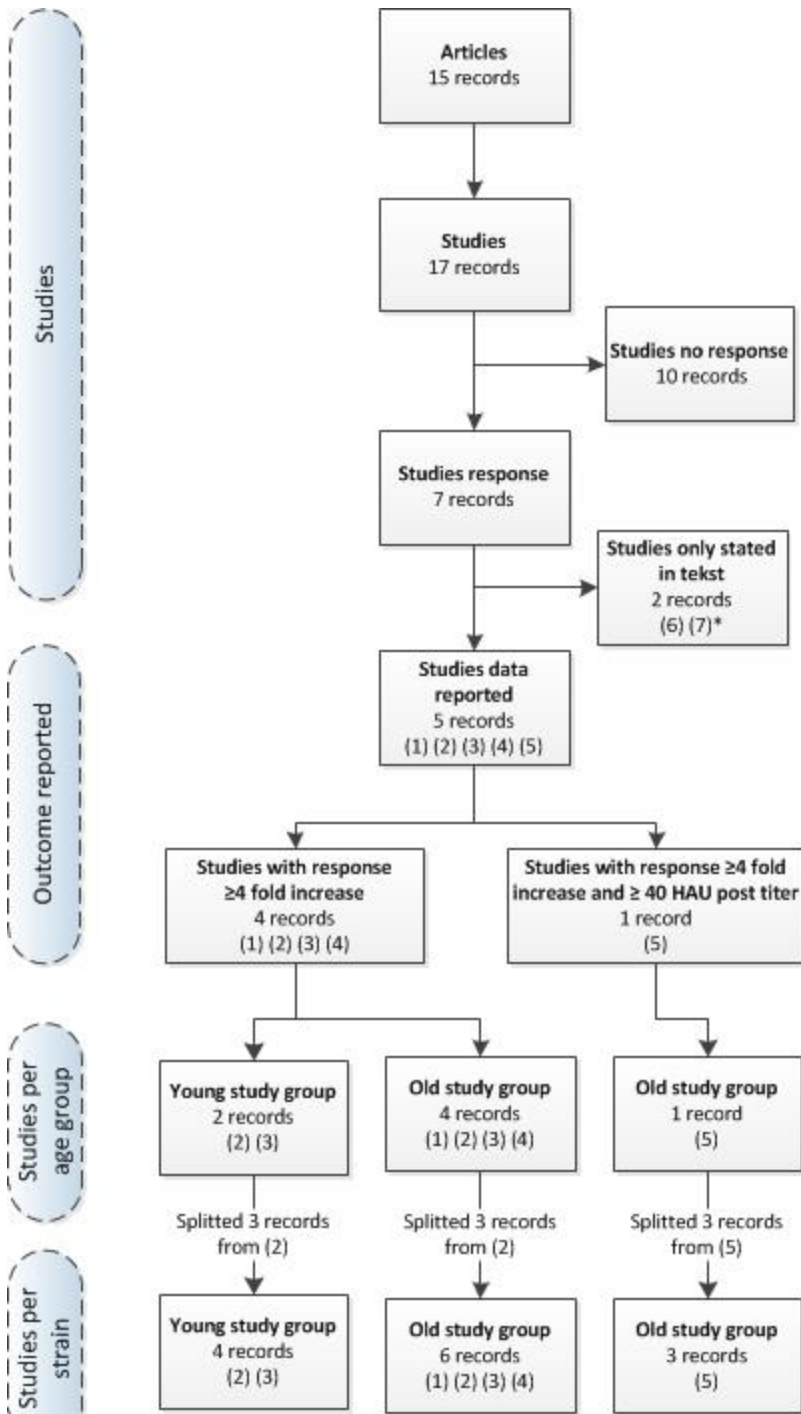 Studies
Articles
15 records
Studies
17 records
Studies no response
10 records
Studies response
7 records
Studies only stated
in tekst
2 records
(6) (7)*
Outcome reported
Studies data
reported
5 records
(1) (2) (3) (4) (5)
Studies with response
≥4 fold increase
4 records
(1) (2) (3) (4)
Studies with response ≥4 fold
increase and ≥ 40 HAU post titer
1 record
(5)
Studies per
age group
Young study group
2 records
(2) (3)
Old study group
4 records
(1) (2) (3) (4)
Old study group
1 record
(5)
Splitted 3 records
from (2)
Splitted 3 records
from (2)
Splitted 3 records
from (5)
Studies per
strain
Young study group
4 records
(2) (3)
Old study group
6 records
(1) (2) (3) (4)
Old study group
3 records
(5)